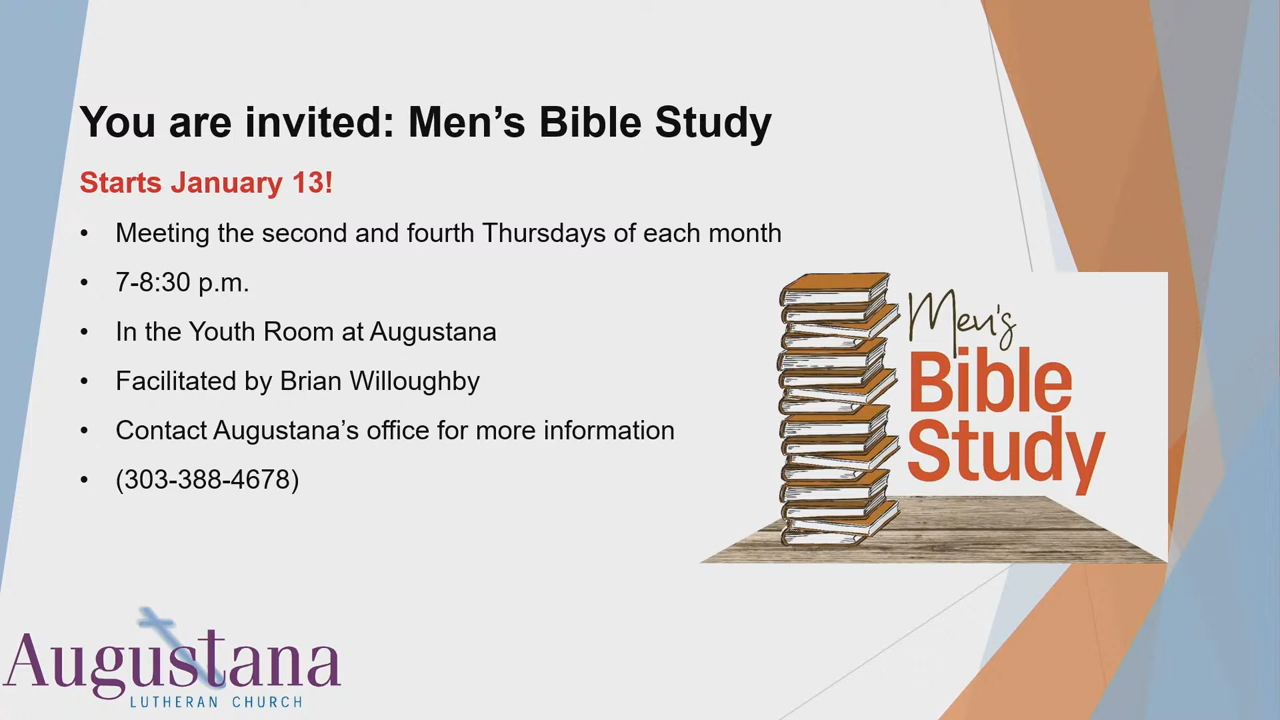 You are invited: Men’s Bible Study
Starts January 13!
• Meeting the second and fourth Thursdays of each month
• 7-8:30 p.m.
• In the Youth Room at Augustana
• Facilitated by Brian Willoughby
• Contact Augustana’s office for more information
• (303-388-4678)
Men's
Bible
Study
Augustana
LUTHERAN CHURCH